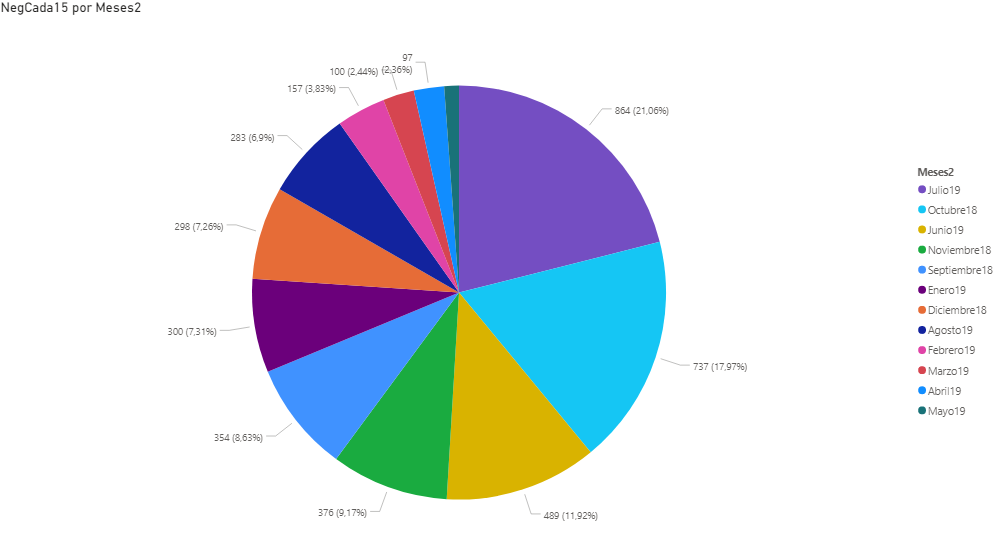 NegCada15 por Meses2
97
(2,36%)
100 (2,44%)
157 (3,83%)
864 (21,06%)
283 (6,9%)
298 (7,26%)
300 (7,31%)
737 (17,97%)
354 (8,63%)
376 (9,17%)
489 (11,92%)
Meses2
Julio19
Octubre18
Junio19
Noviembre18
Septiembre18
Enero19
Diciembre18
Agosto19
Febrero19
Marzo19
Abril19
Mayo19